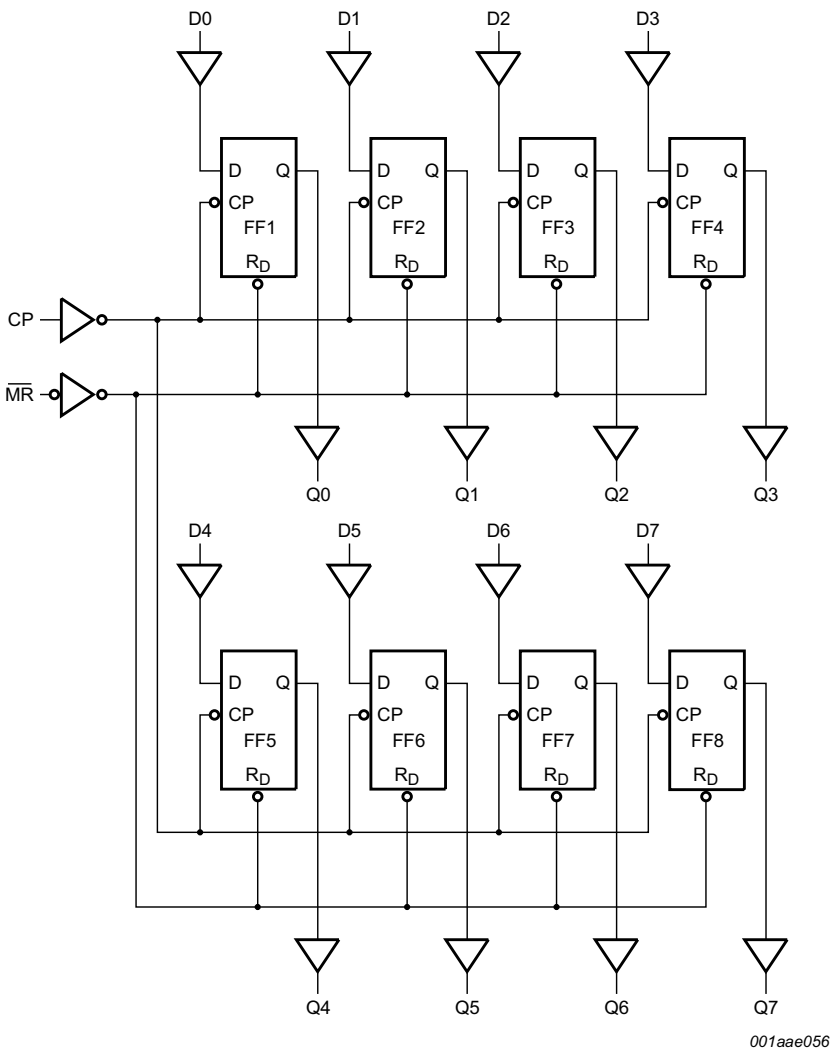 D0 D1 D2 D3
D Q D Q D Q D Q
CP CP CP CP
FF1 FF2 FF3 FF4
RD RD RD RD
CP
M̅R̅
Q0 Q1 Q2 Q3
D4 D5 D6 D7
D Q D Q D Q D Q
CP CP CP CP
FF5 FF6 FF7 FF8
RD RD RD RD
Q4 Q5 Q6 Q7
001aae056